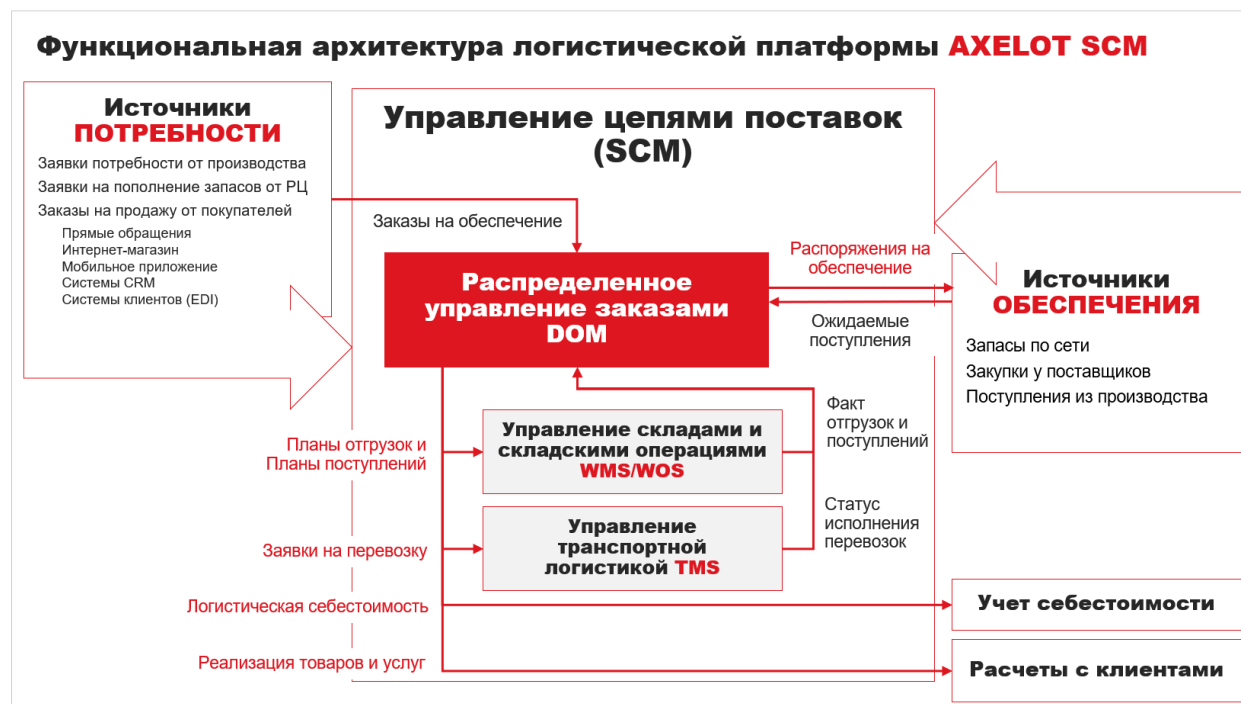 Функциональная архитектура логистической платформы AXELOT SCM
Источники
ПОТРЕБНОСТИ
Заявки потребности от производства
Заявки на пополнение запасов от РЦ
Заказы на продажу от покупателей
Прямые обращения
Интернет-магазин
Мобильное приложение
Системы CRM
Системы клиентов (EDI)
Управление цепями поставок
(SCM)
Заказы на обеспечение
Распределенное
управление заказами
DOM
Распоряжения на
обеспечение
Ожидаемые
поступления
Источники
ОБЕСПЕЧЕНИЯ
Запасы по сети
Закупки у поставщиков
Поступления из производства
Планы отгрузок и
Планы поступлений
Управление складами и
складскими операциями
WMS/WOS
Факт
отгрузок и
поступлений
Заявки на перевозку
Управление
транспортной
логистикой TMS
Статус
исполнения
перевозок
Логистическая себестоимость
Учет себестоимости
Реализация товаров и услуг
Расчеты с клиентами